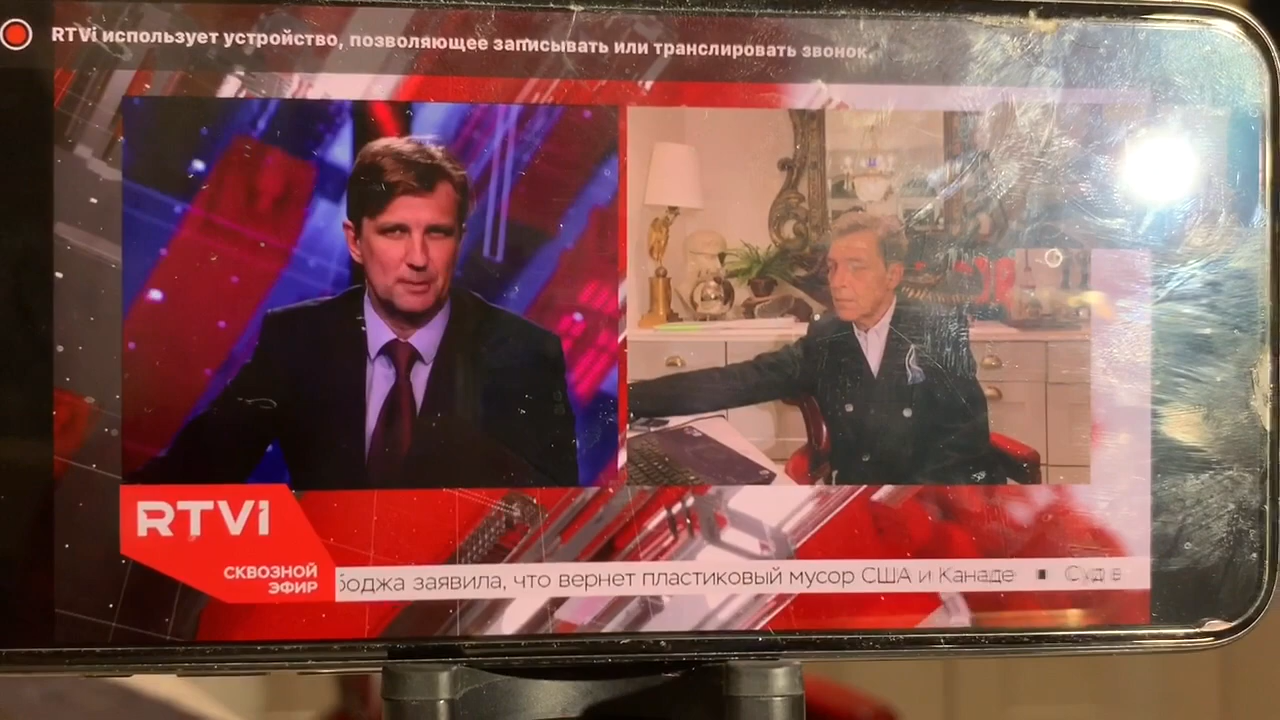 RTVi использует устройство, позволяющее записывать или транслировать звонок.
RTVI
СКВОЗНОЙ
ЭФИР
боджа заявила, что вернет пластиковый мусор США и Канаде ▪ Суд в